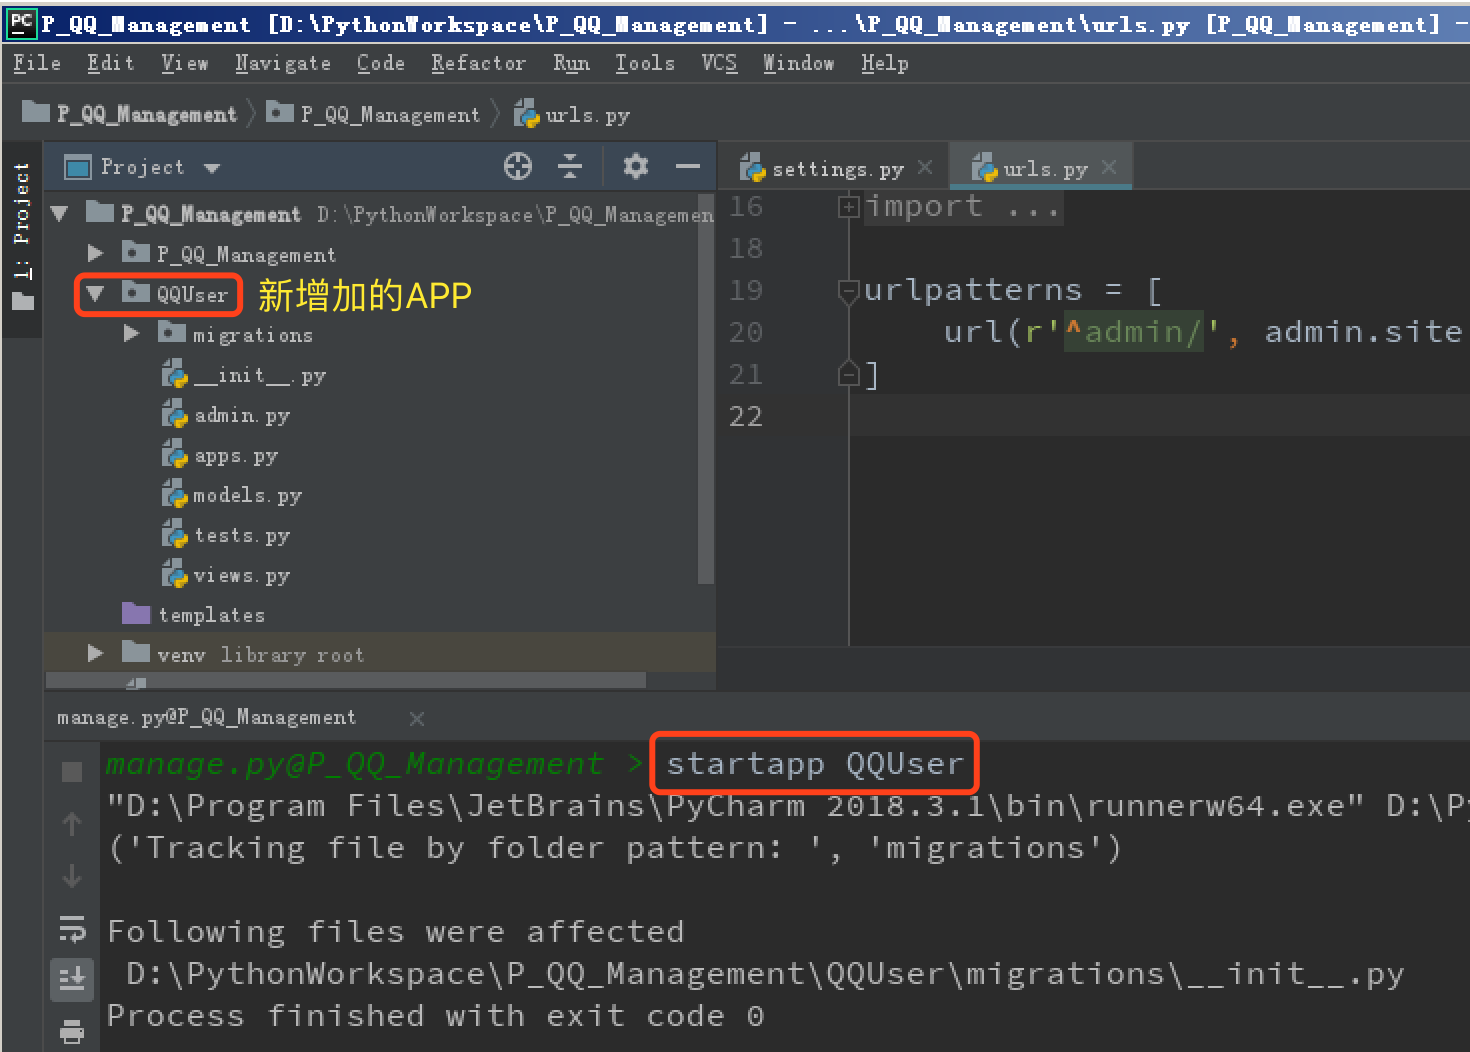 PC P_QQ_Management [D:\PythonWorkspace\P_QQ_Management] - ...\P_QQ_Management\urls.py [P_QQ_Management] -
File Edit View Navigate Code Refactor Run Tools VCS Window Help
P_QQ_Management P_QQ_Management urls.py
1: Project
Project
P_QQ_Management D:\PythonWorkspace\P_QQ_Managemen
P_QQ_Management
QQUser 新增加的APP
migrations
__init__.py
admin.py
apps.py
models.py
tests.py
views.py
templates
venv library root
settings.py urls.py
16 import ...
18
19 urlpatterns = [
20 url(r'^admin/', admin.site
21 ]
22
manage.py@P_QQ_Management
manage.py@P_QQ_Management > startapp QQUser
"D:\Program Files\JetBrains\PyCharm 2018.3.1\bin\runnerw64.exe" D:\Py
('Tracking file by folder pattern: ', 'migrations')
Following files were affected
D:\PythonWorkspace\P_QQ_Management\QQUser\migrations\__init__.py
Process finished with exit code 0